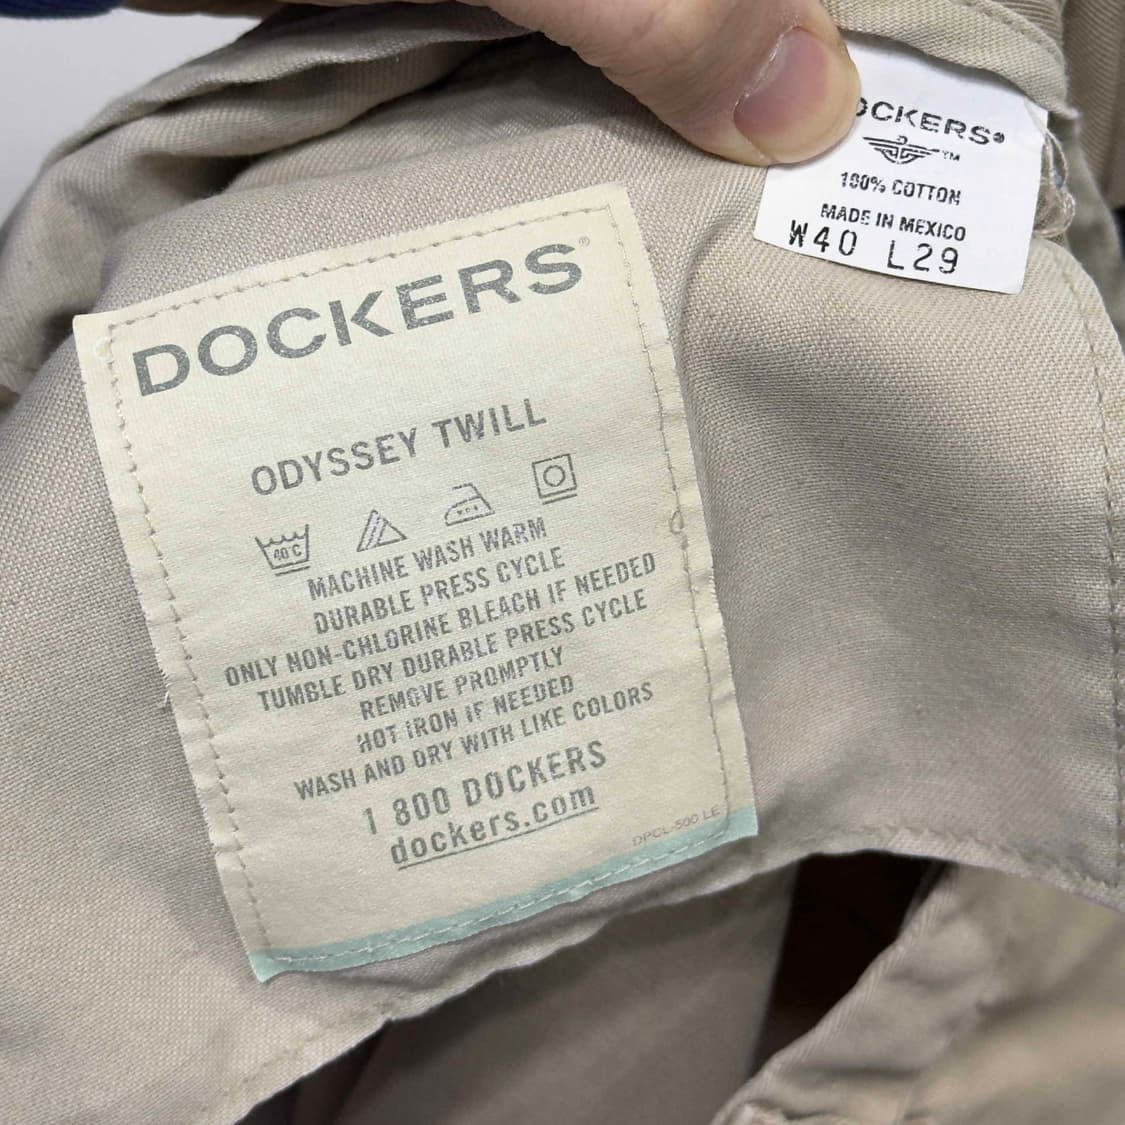 DOCKERS®
ODYSSEY TWILL
40°C
MACHINE WASH WARM
DURABLE PRESS CYCLE
ONLY NON-CHLORINE BLEACH IF NEEDED
TUMBLE DRY DURABLE PRESS CYCLE
REMOVE PROMPTLY
HOT IRON IF NEEDED
WASH AND DRY WITH LIKE COLORS
1 800 DOCKERS
dockers.com
DPCL-500 LE
OCKERS®
TM
100% COTTON
MADE IN MEXICO
W40 L29